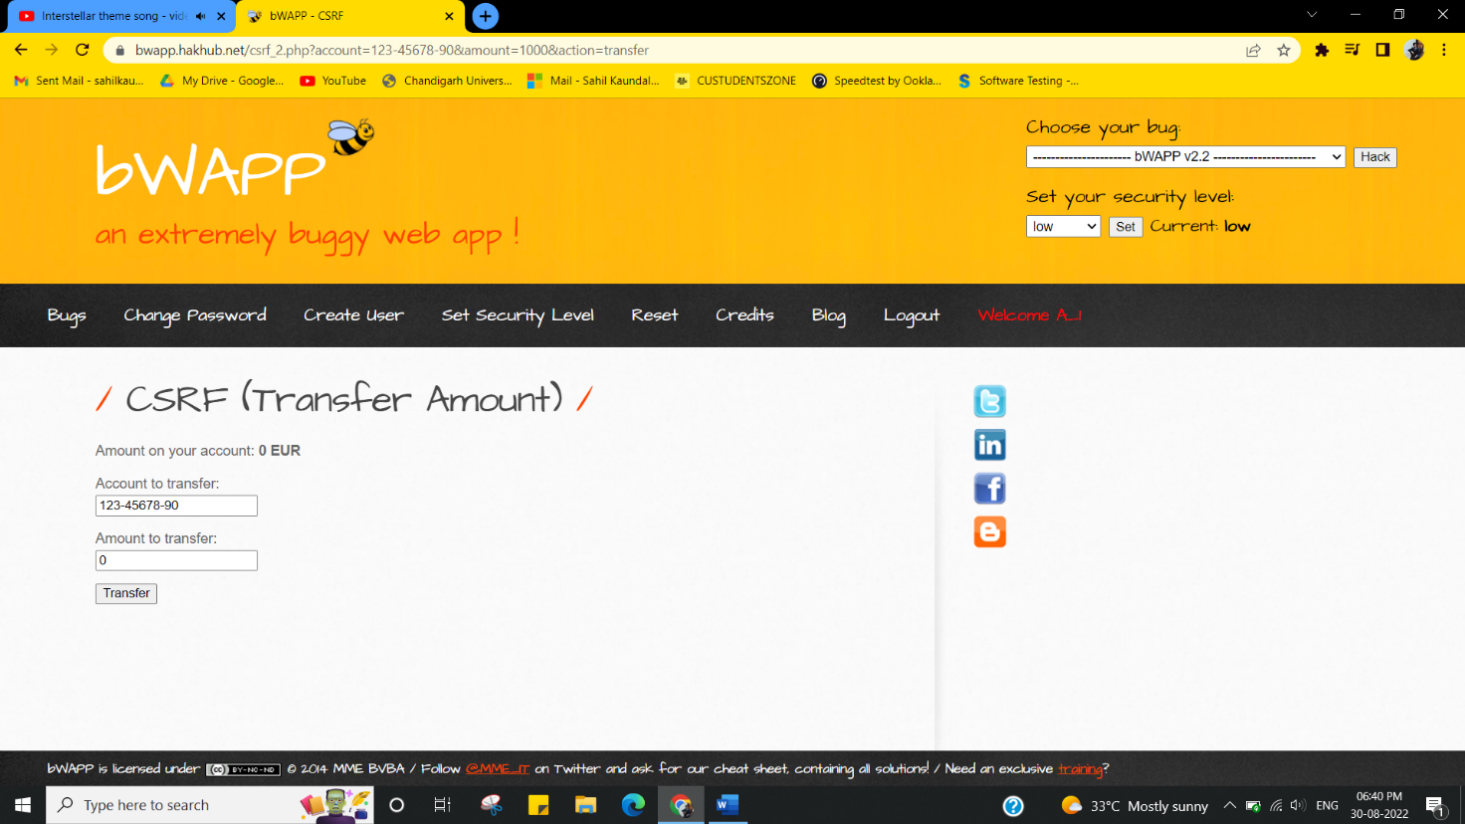 Interstellar theme song - vide
bWAPP - CSRF
bwapp.hakhub.net/csrf_2.php?account=123-45678-90&amount=1000&action=transfer
Sent Mail - sahilkau... My Drive - Google... YouTube Chandigarh Univers... Mail - Sahil Kaundal... CUSTUDENTSZONE Speedtest by Ookla... Software Testing -...
bWAPP
an extremely buggy web app !
Choose your bug:
---------------------- bWAPP v2.2 ----------------------- Hack
Set your security level:
low Set Current: low
Bugs Change Password Create User Set Security Level Reset Credits Blog Logout Welcome A...!
/ CSRF (Transfer Amount) /
Amount on your account: 0 EUR
Account to transfer:
123-45678-90
Amount to transfer:
0
Transfer
bWAPP is licensed under cc BY-NC-ND © 2014 MME BVBA / Follow @MME_IT on Twitter and ask for our cheat sheet, containing all solutions! / Need an exclusive training?
Type here to search
33°C Mostly sunny
ENG
06:40 PM
30-08-2022
1